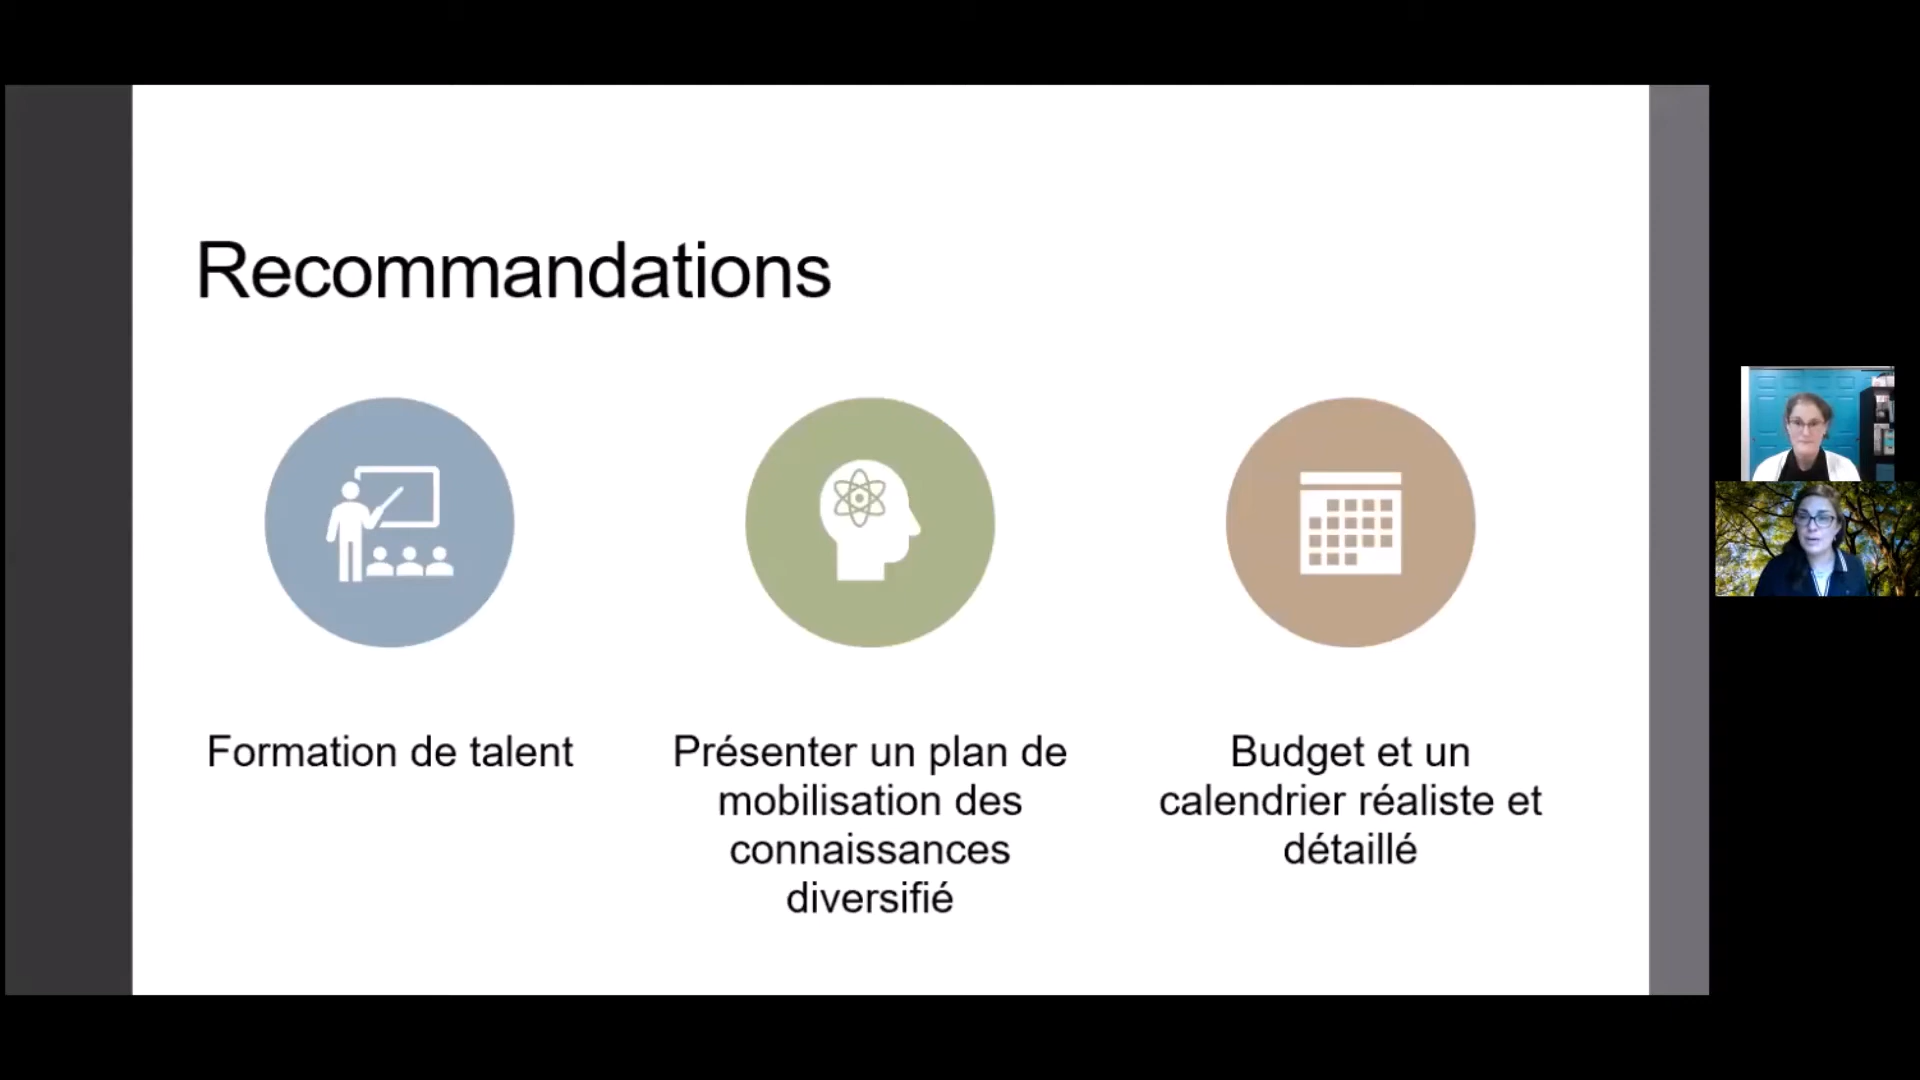 Recommandations
Formation de talent
Présenter un plan de
mobilisation des
connaissances
diversifié
Budget et un
calendrier réaliste et
détaillé